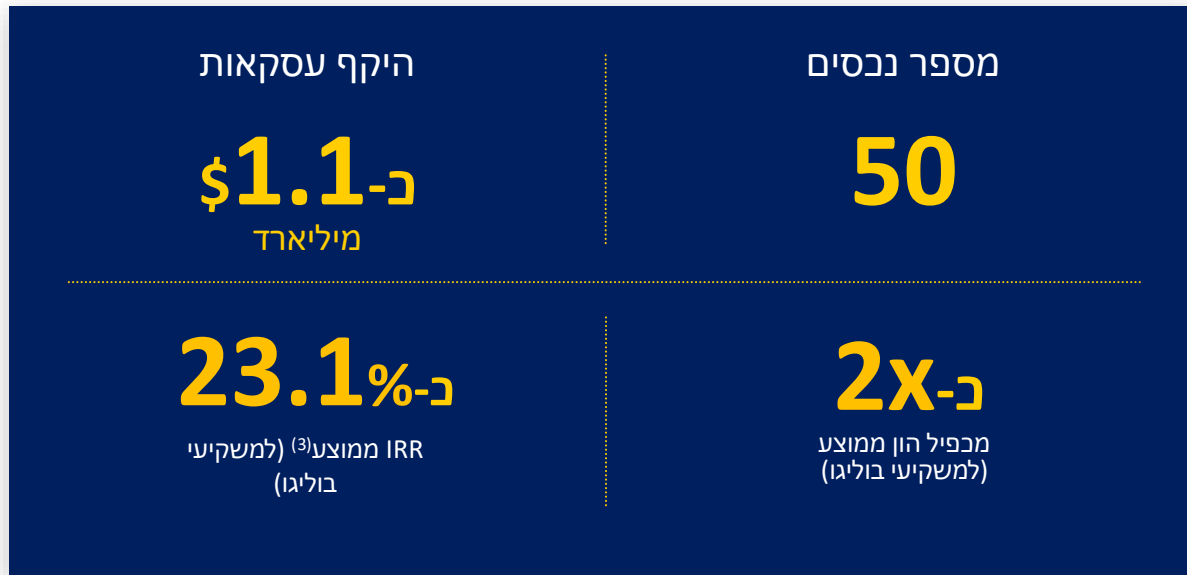 מספר נכסים
50
היקף עסקאות
כ-1.1$
מיליארד
כ-2x
מכפיל הון ממוצע
(למשקיעי בוליגו)
כ-23.1%
IRR ממוצע(3) (למשקיעי
בוליגו)